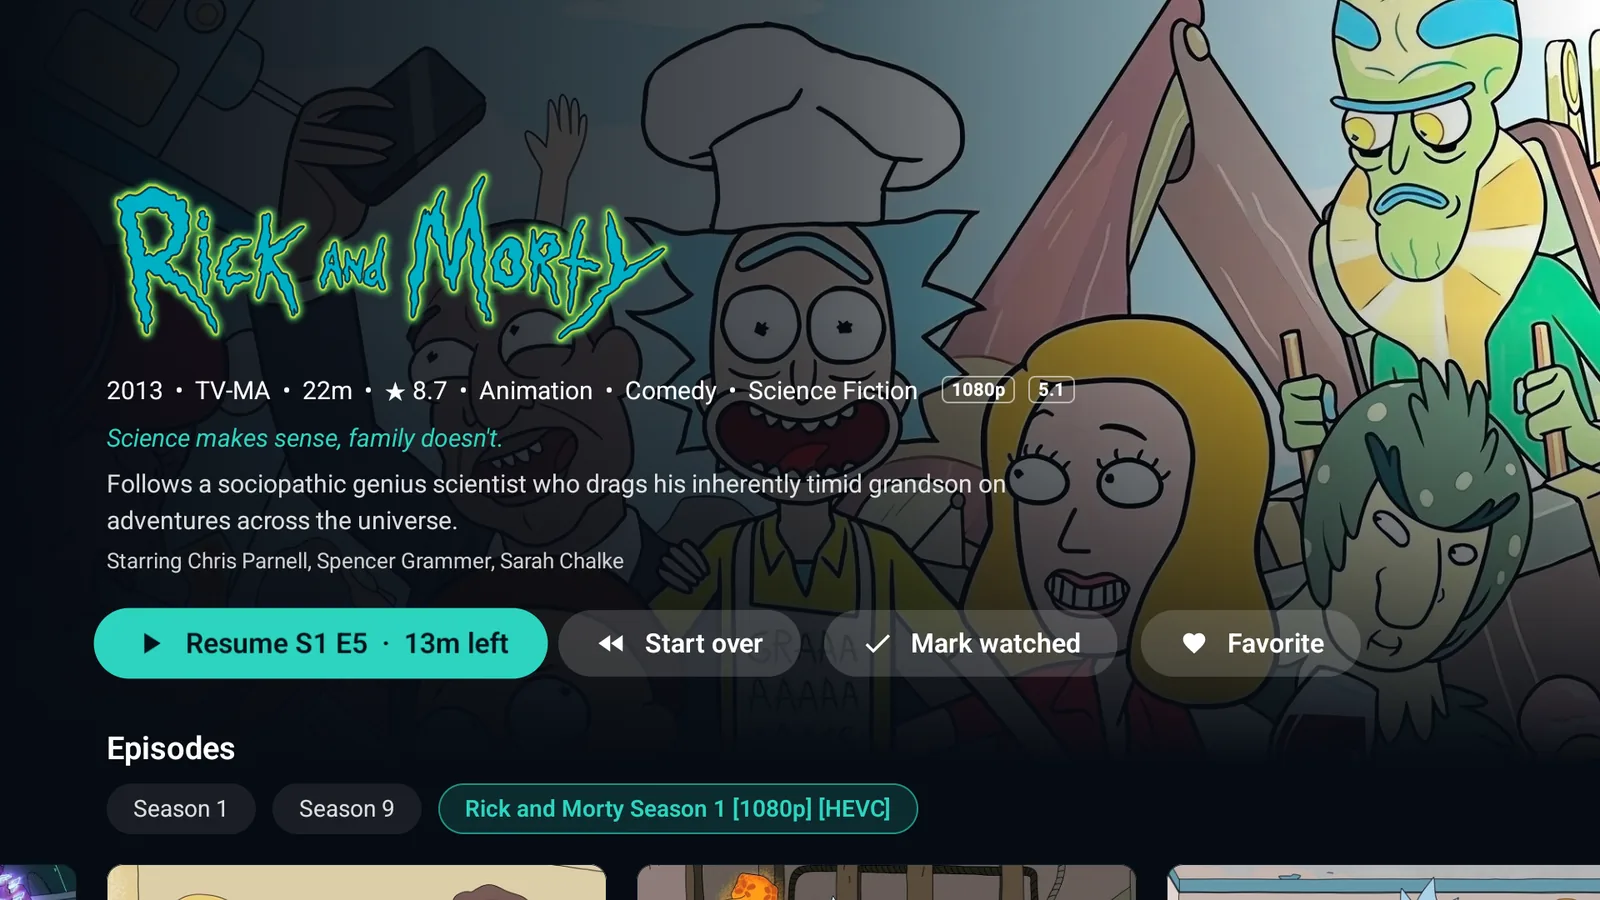 Rick and Morty
2013 • TV-MA • 22m • ★ 8.7 • Animation • Comedy • Science Fiction 1080p 5.1
Science makes sense, family doesn't.
Follows a sociopathic genius scientist who drags his inherently timid grandson on
adventures across the universe.
Starring Chris Parnell, Spencer Grammer, Sarah Chalke
Resume S1 E5 · 13m left
Start over
Mark watched
Favorite
GRAAA
AAAAA
Episodes
Season 1
Season 9
Rick and Morty Season 1 [1080p] [HEVC]